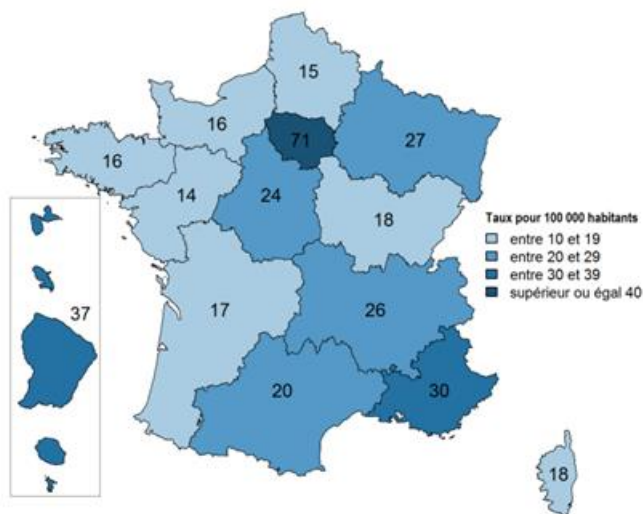 15
16
71
27
16
14
24
18
Taux pour 100 000 habitants
entre 10 et 19
entre 20 et 29
entre 30 et 39
supérieur ou égal 40
37
17
26
20
30
18